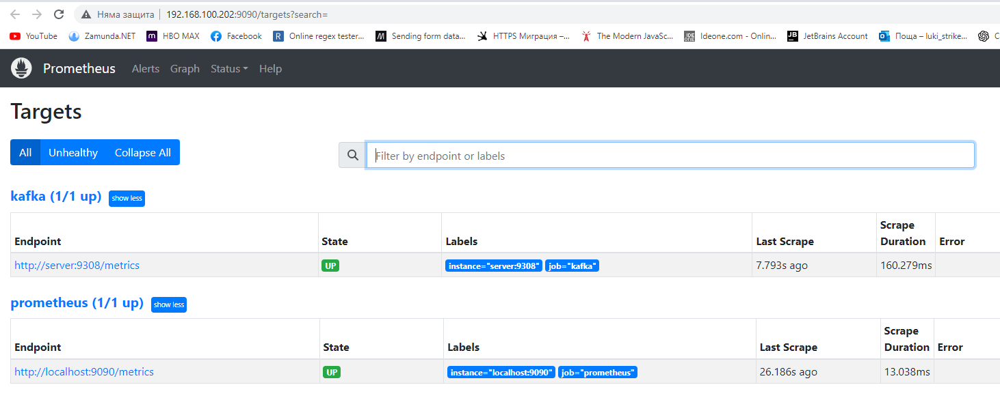 Няма защита 192.168.100.202:9090/targets?search=
YouTube Zamunda.NET HBO MAX Facebook Online regex tester... Sending form data... HTTPS Миграция –... The Modern JavaSc... Ideone.com - Onlin... JetBrains Account Поща – luki_strike...
Prometheus Alerts Graph Status Help
Targets
All Unhealthy Collapse All Filter by endpoint or labels
kafka (1/1 up) show less
Endpoint State Labels Last Scrape Scrape Duration Error
http://server:9308/metrics UP instance="server:9308" job="kafka" 7.793s ago 160.279ms
prometheus (1/1 up) show less
Endpoint State Labels Last Scrape Scrape Duration Error
http://localhost:9090/metrics UP instance="localhost:9090" job="prometheus" 26.186s ago 13.038ms